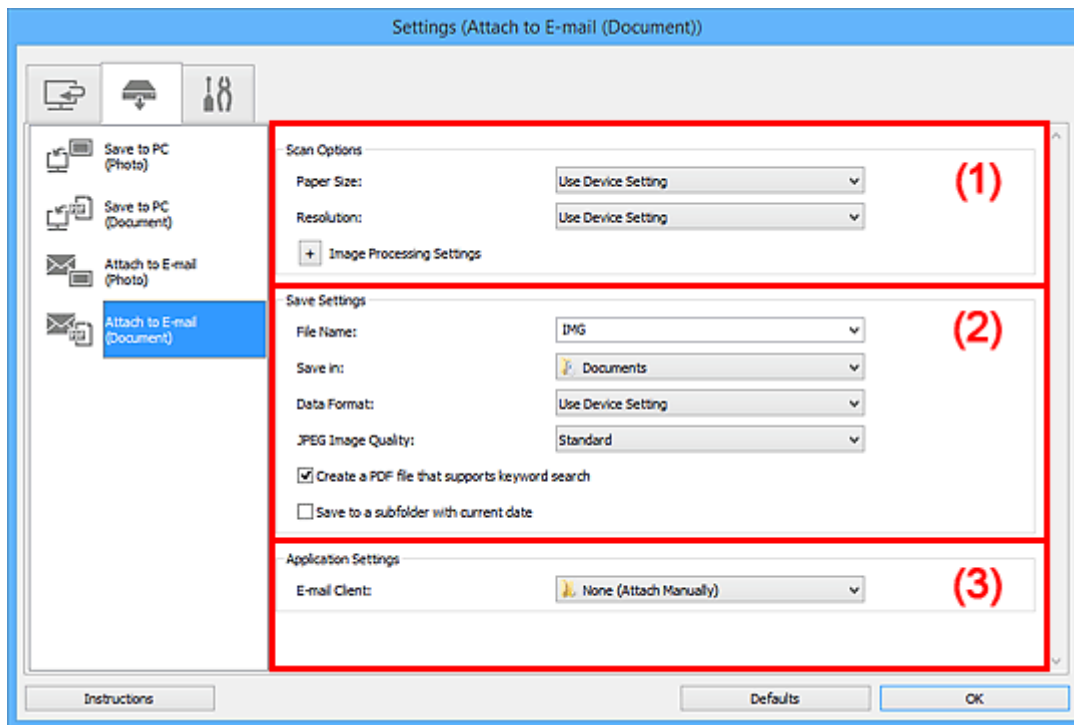 Settings (Attach to E-mail (Document))
Save to PC
(Photo)
Save to PC
(Document)
Attach to E-mail
(Photo)
Attach to E-mail
(Document)
Scan Options
(1)
Paper Size: Use Device Setting
Resolution: Use Device Setting
+ Image Processing Settings
Save Settings
(2)
File Name: IMG
Save in: Documents
Data Format: Use Device Setting
JPEG Image Quality: Standard
Create a PDF file that supports keyword search
Save to a subfolder with current date
Application Settings
(3)
E-mail Client: None (Attach Manually)
Instructions Defaults OK